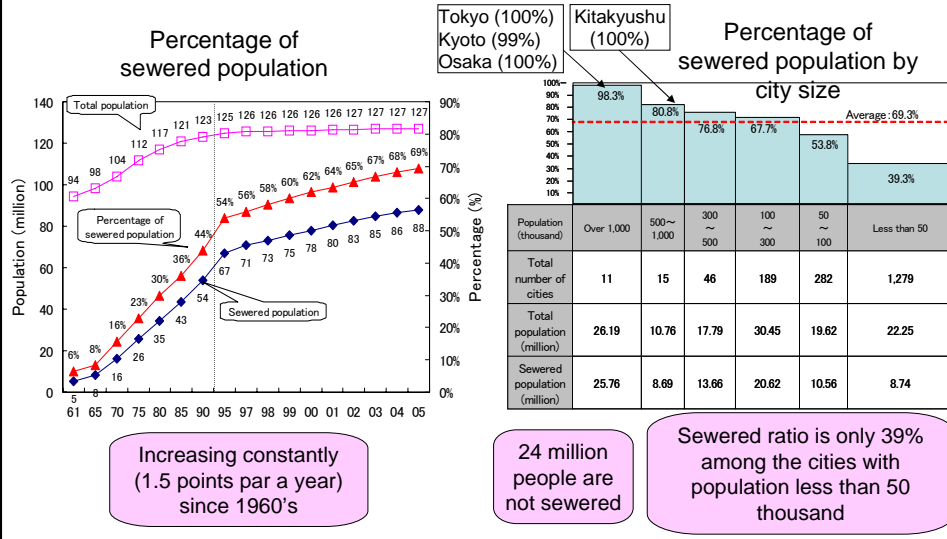 Percentage of
sewered population
140
120
100
80
60
40
20
0
Population (million)
90%
80%
70%
60%
50%
40%
30%
20%
10%
0%
Percentage (%)
Total population
94 98 104 112 117 121 123 125 126 126 126 126 126 127 127 127 127
Percentage of
sewered population
6% 8% 16% 23% 30% 36% 44% 54% 56% 58% 60% 62% 64% 65% 67% 68% 69%
Sewered population
5 8 16 26 35 43 54 67 71 73 75 78 80 83 85 86 88
61 65 70 75 80 85 90 95 97 98 99 00 01 02 03 04 05
Increasing constantly
(1.5 points par a year)
since 1960's
Tokyo (100%)
Kyoto (99%)
Osaka (100%)
Kitakyushu
(100%)
Percentage of
sewered population by
city size
100%
90%
80%
70%
60%
50%
40%
30%
20%
10%
98.3%
80.8%
76.8%
67.7%
53.8%
39.3%
Average:69.3%
Population
(thousand)
Over 1,000
500～
1,000
300
～
500
100
～
300
50
～
100
Less than 50
Total
number of
cities
11 15 46 189 282 1,279
Total
population
(million)
26.19 10.76 17.79 30.45 19.62 22.25
Sewered
population
(million)
25.76 8.69 13.66 20.62 10.56 8.74
24 million
people are
not sewered
Sewered ratio is only 39%
among the cities with
population less than 50
thousand